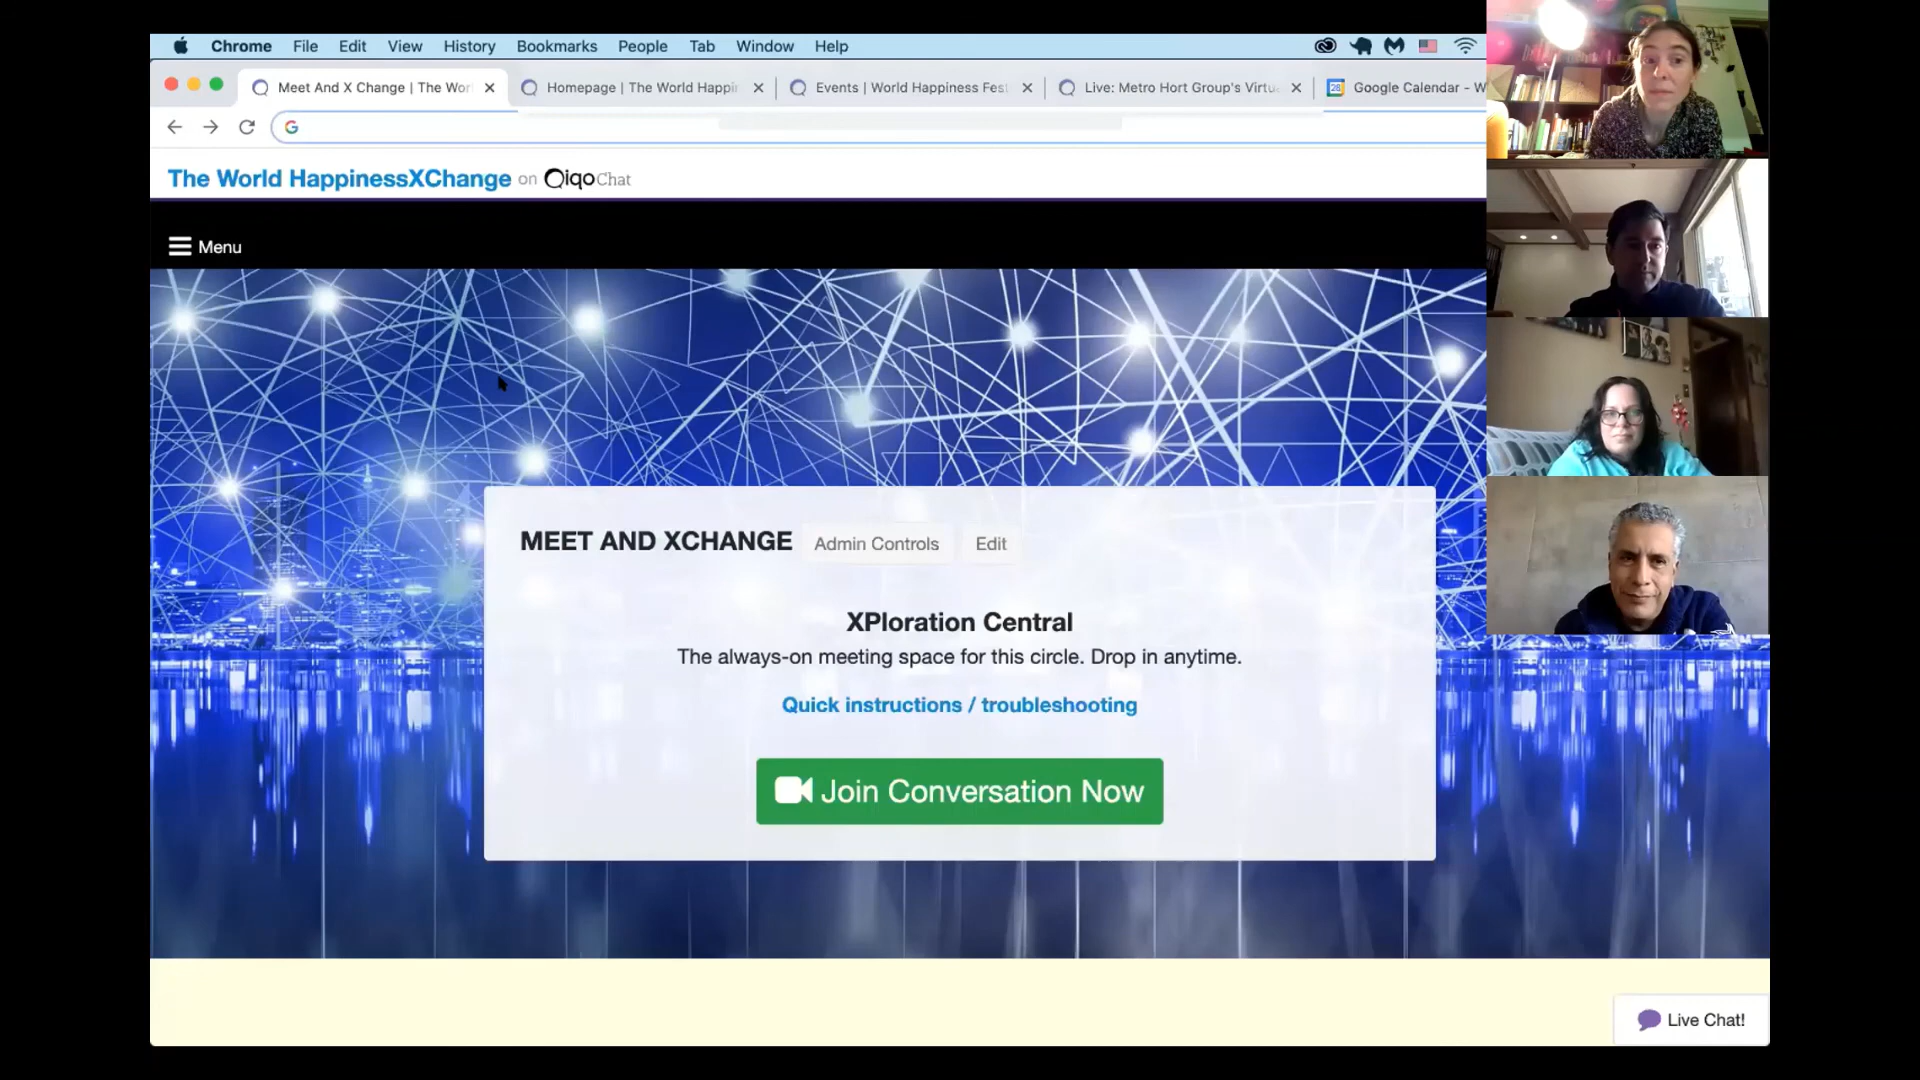 Chrome File Edit View History Bookmarks People Tab Window Help
Meet And X Change | The Wor Homepage | The World Happi Events | World Happiness Fes Live: Metro Hort Group's Virtu Google Calendar - W
The World HappinessXChange on QiqoChat
Menu
MEET AND XCHANGE Admin Controls Edit
XPloration Central
The always-on meeting space for this circle. Drop in anytime.
Quick instructions / troubleshooting
Join Conversation Now
Live Chat!